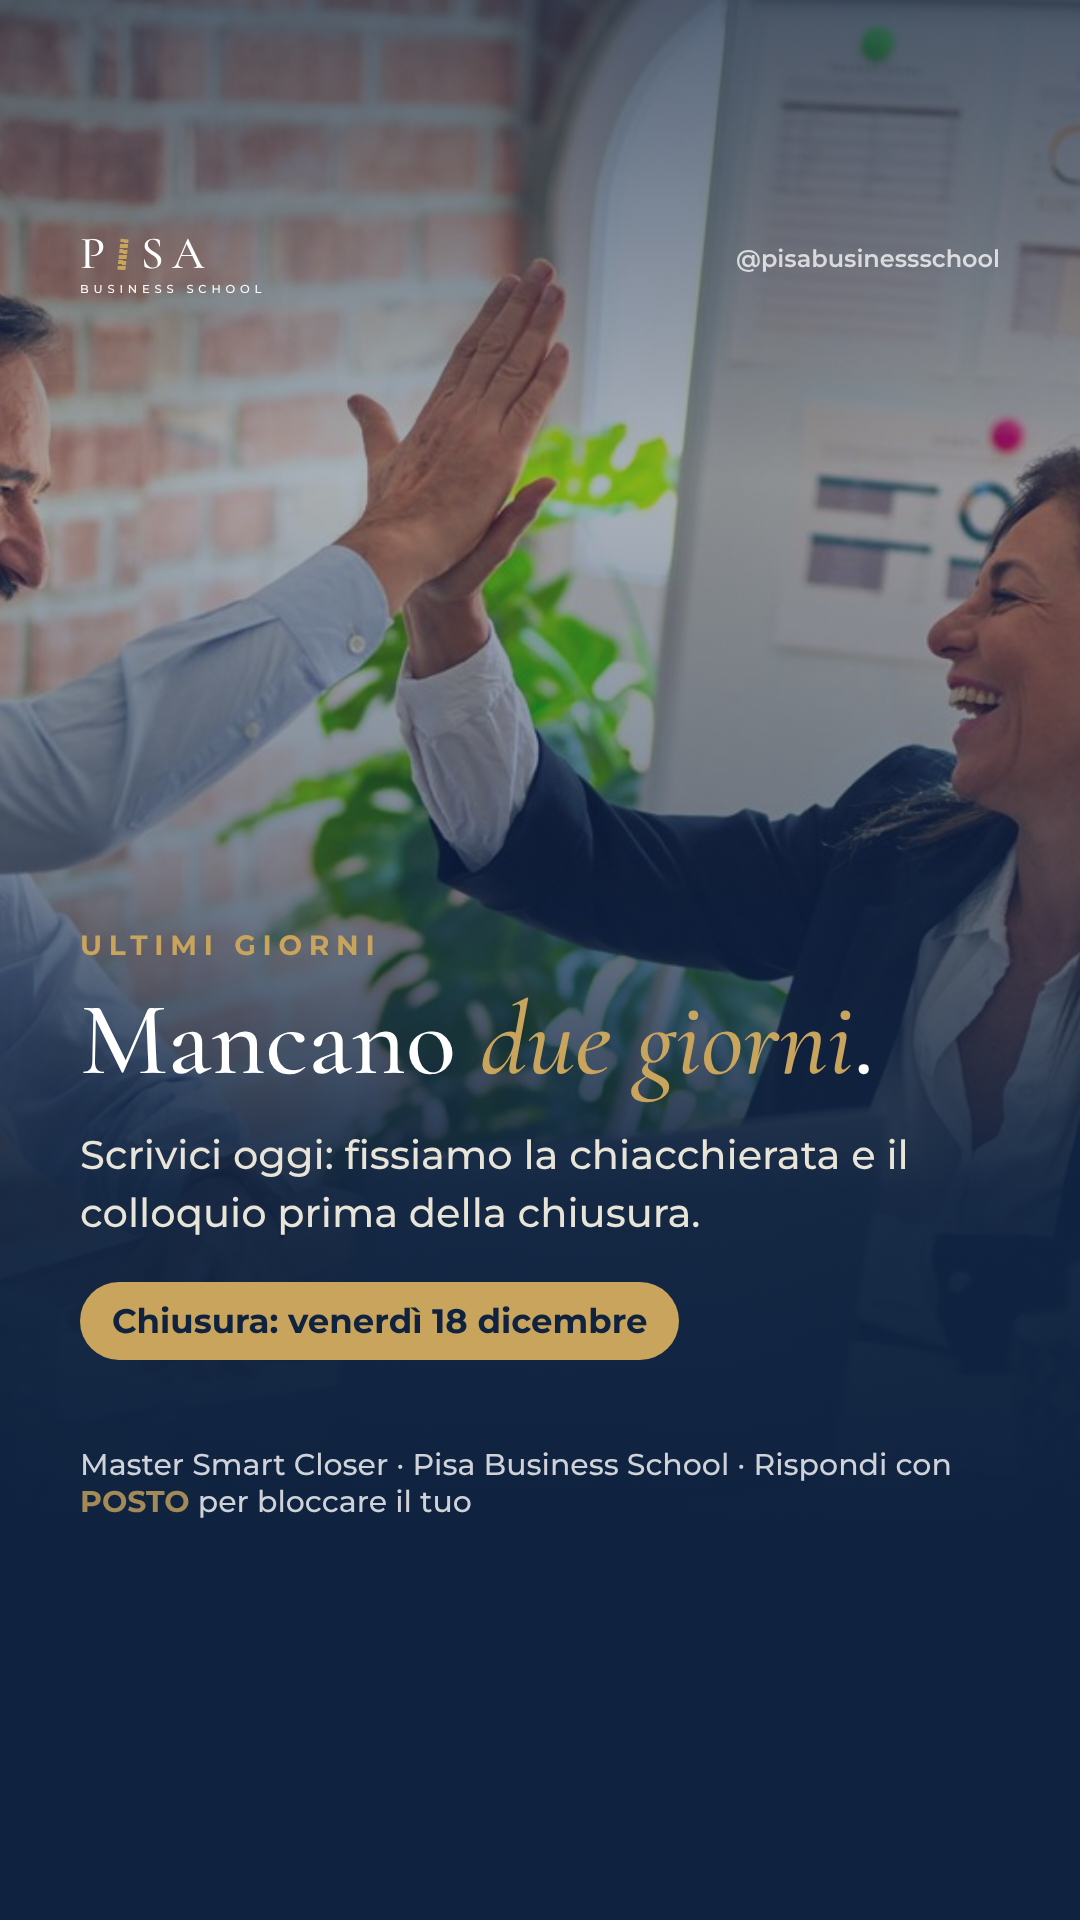 PISA
BUSINESS SCHOOL
@pisabusinessschool
ULTIMI GIORNI
Mancano due giorni.
Scrivici oggi: fissiamo la chiacchierata e il
colloquio prima della chiusura.
Chiusura: venerdì 18 dicembre
Master Smart Closer · Pisa Business School · Rispondi con
POSTO per bloccare il tuo